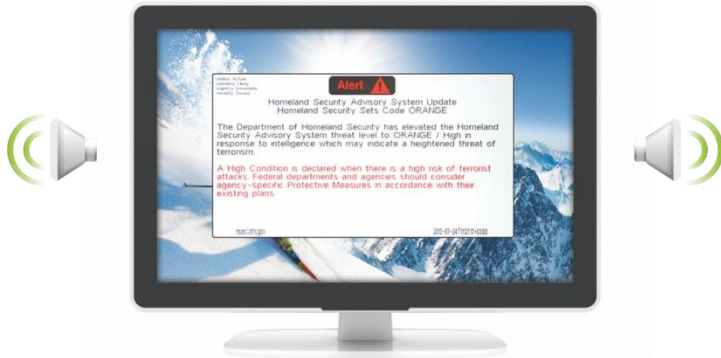 Status: Actual
Alert
Homeland Security Advisory System Update
Homeland Security Sets Code ORANGE
The Department of Homeland Security has elevated the Homeland
Security Advisory System threat level to ORANGE / High in
response to intelligence which may indicate a heightened threat of
terrorism.
A High Condition is declared when there is a high risk of terrorist
attacks. Federal departments and agencies should consider
agency-specific Protective Measures in accordance with their
existing plans.